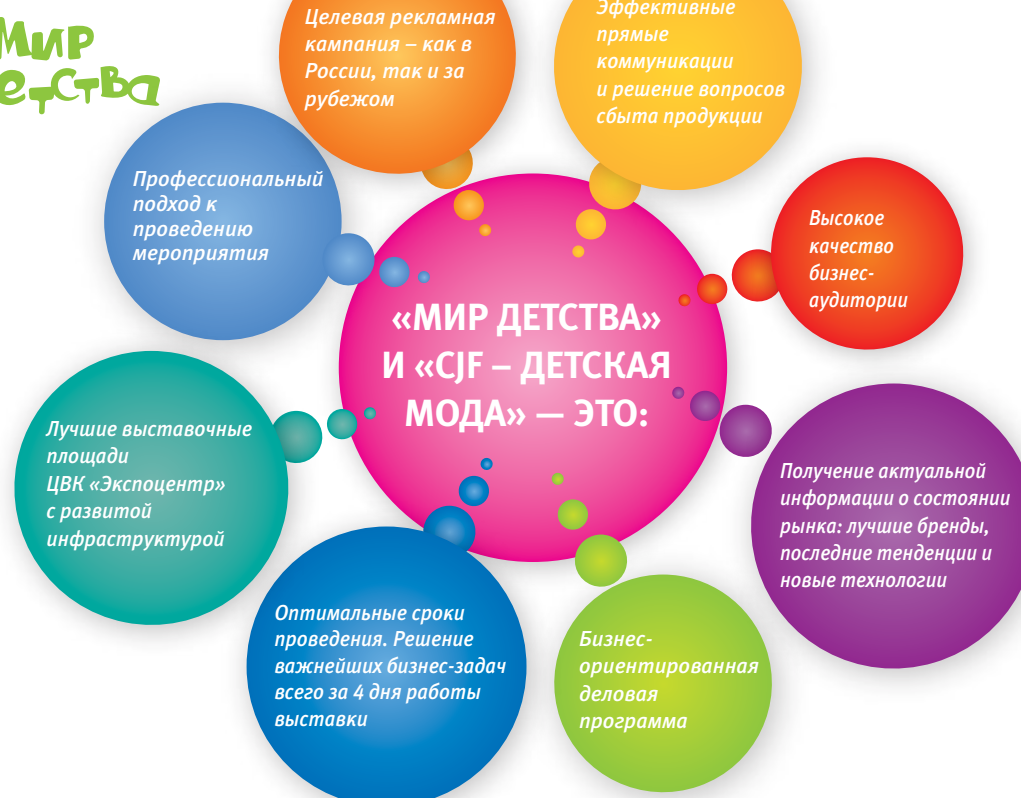 Мир
етства
Целевая рекламная
кампания – как в
России, так и за
рубежом
Эффективные
прямые
коммуникации
и решение вопросов
сбыта продукции
Профессиональный
подход к
проведению
мероприятия
Высокое
качество
бизнес-
аудитории
«МИР ДЕТСТВА»
И «CJF – ДЕТСКАЯ
МОДА» — ЭТО:
Лучшие выставочные
площади
ЦВК «Экспоцентр»
с развитой
инфраструктурой
Получение актуальной
информации о состоянии
рынка: лучшие бренды,
последние тенденции и
новые технологии
Оптимальные сроки
проведения. Решение
важнейших бизнес-задач
всего за 4 дня работы
выставки
Бизнес-
ориентированная
деловая
программа